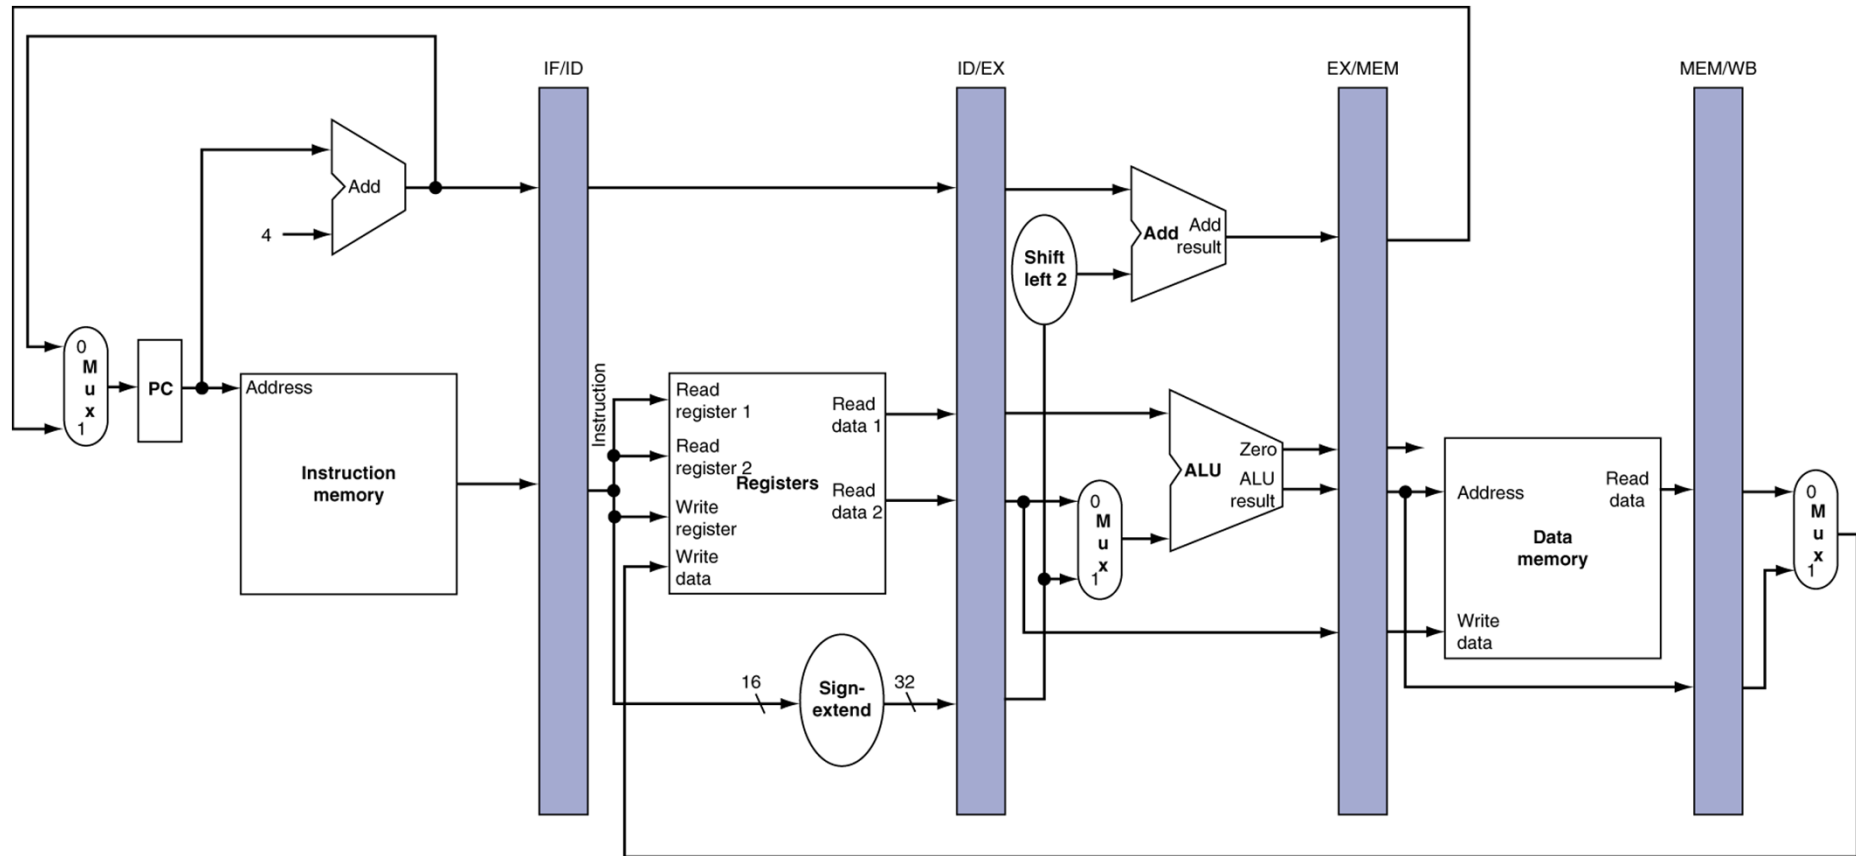 IF/ID
ID/EX
EX/MEM
MEM/WB
Add
4
Add
Add
result
Shift
left 2
0
M
u
x
1
PC
Address
Instruction
memory
Instruction
Read
register 1
Read
register 2
Write
register
Write
data
Registers
Read
data 1
Read
data 2
16
Sign-
extend
32
0
M
u
x
1
ALU
Zero
ALU
result
Address
Read
data
Data
memory
Write
data
0
M
u
x
1